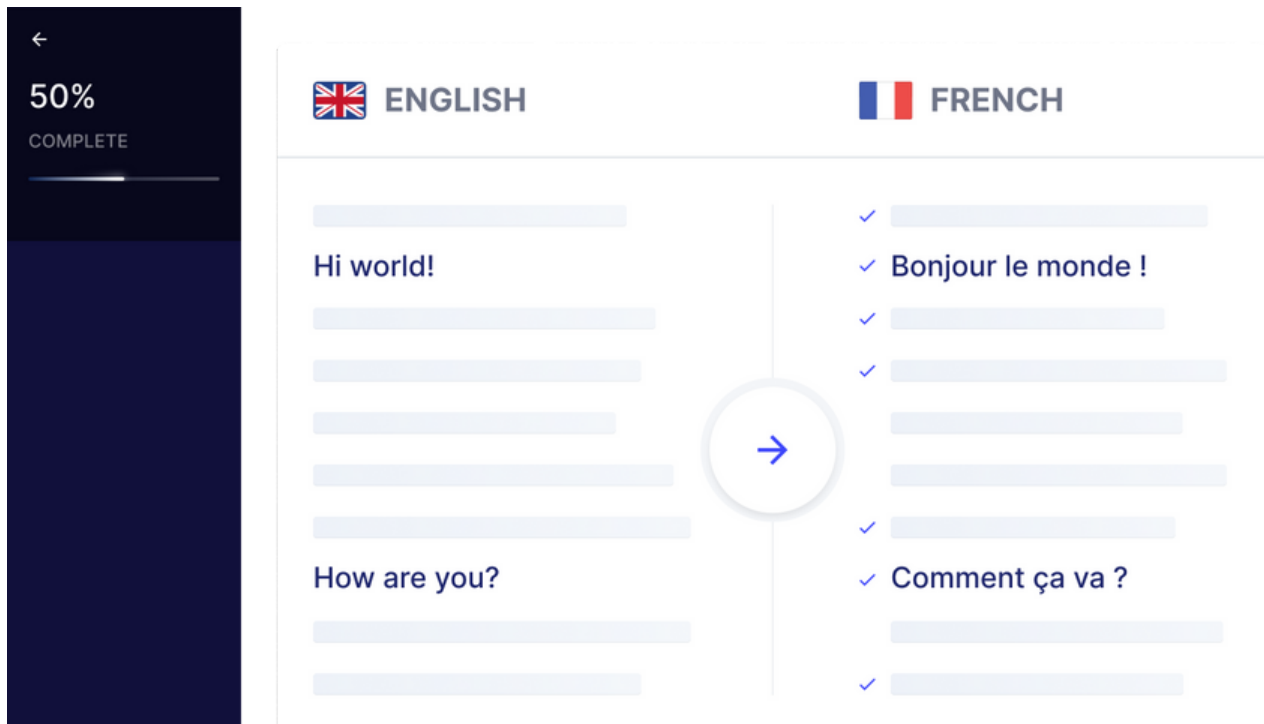 50%
COMPLETE
ENGLISH
FRENCH
Hi world!
Bonjour le monde !
How are you?
Comment ça va ?